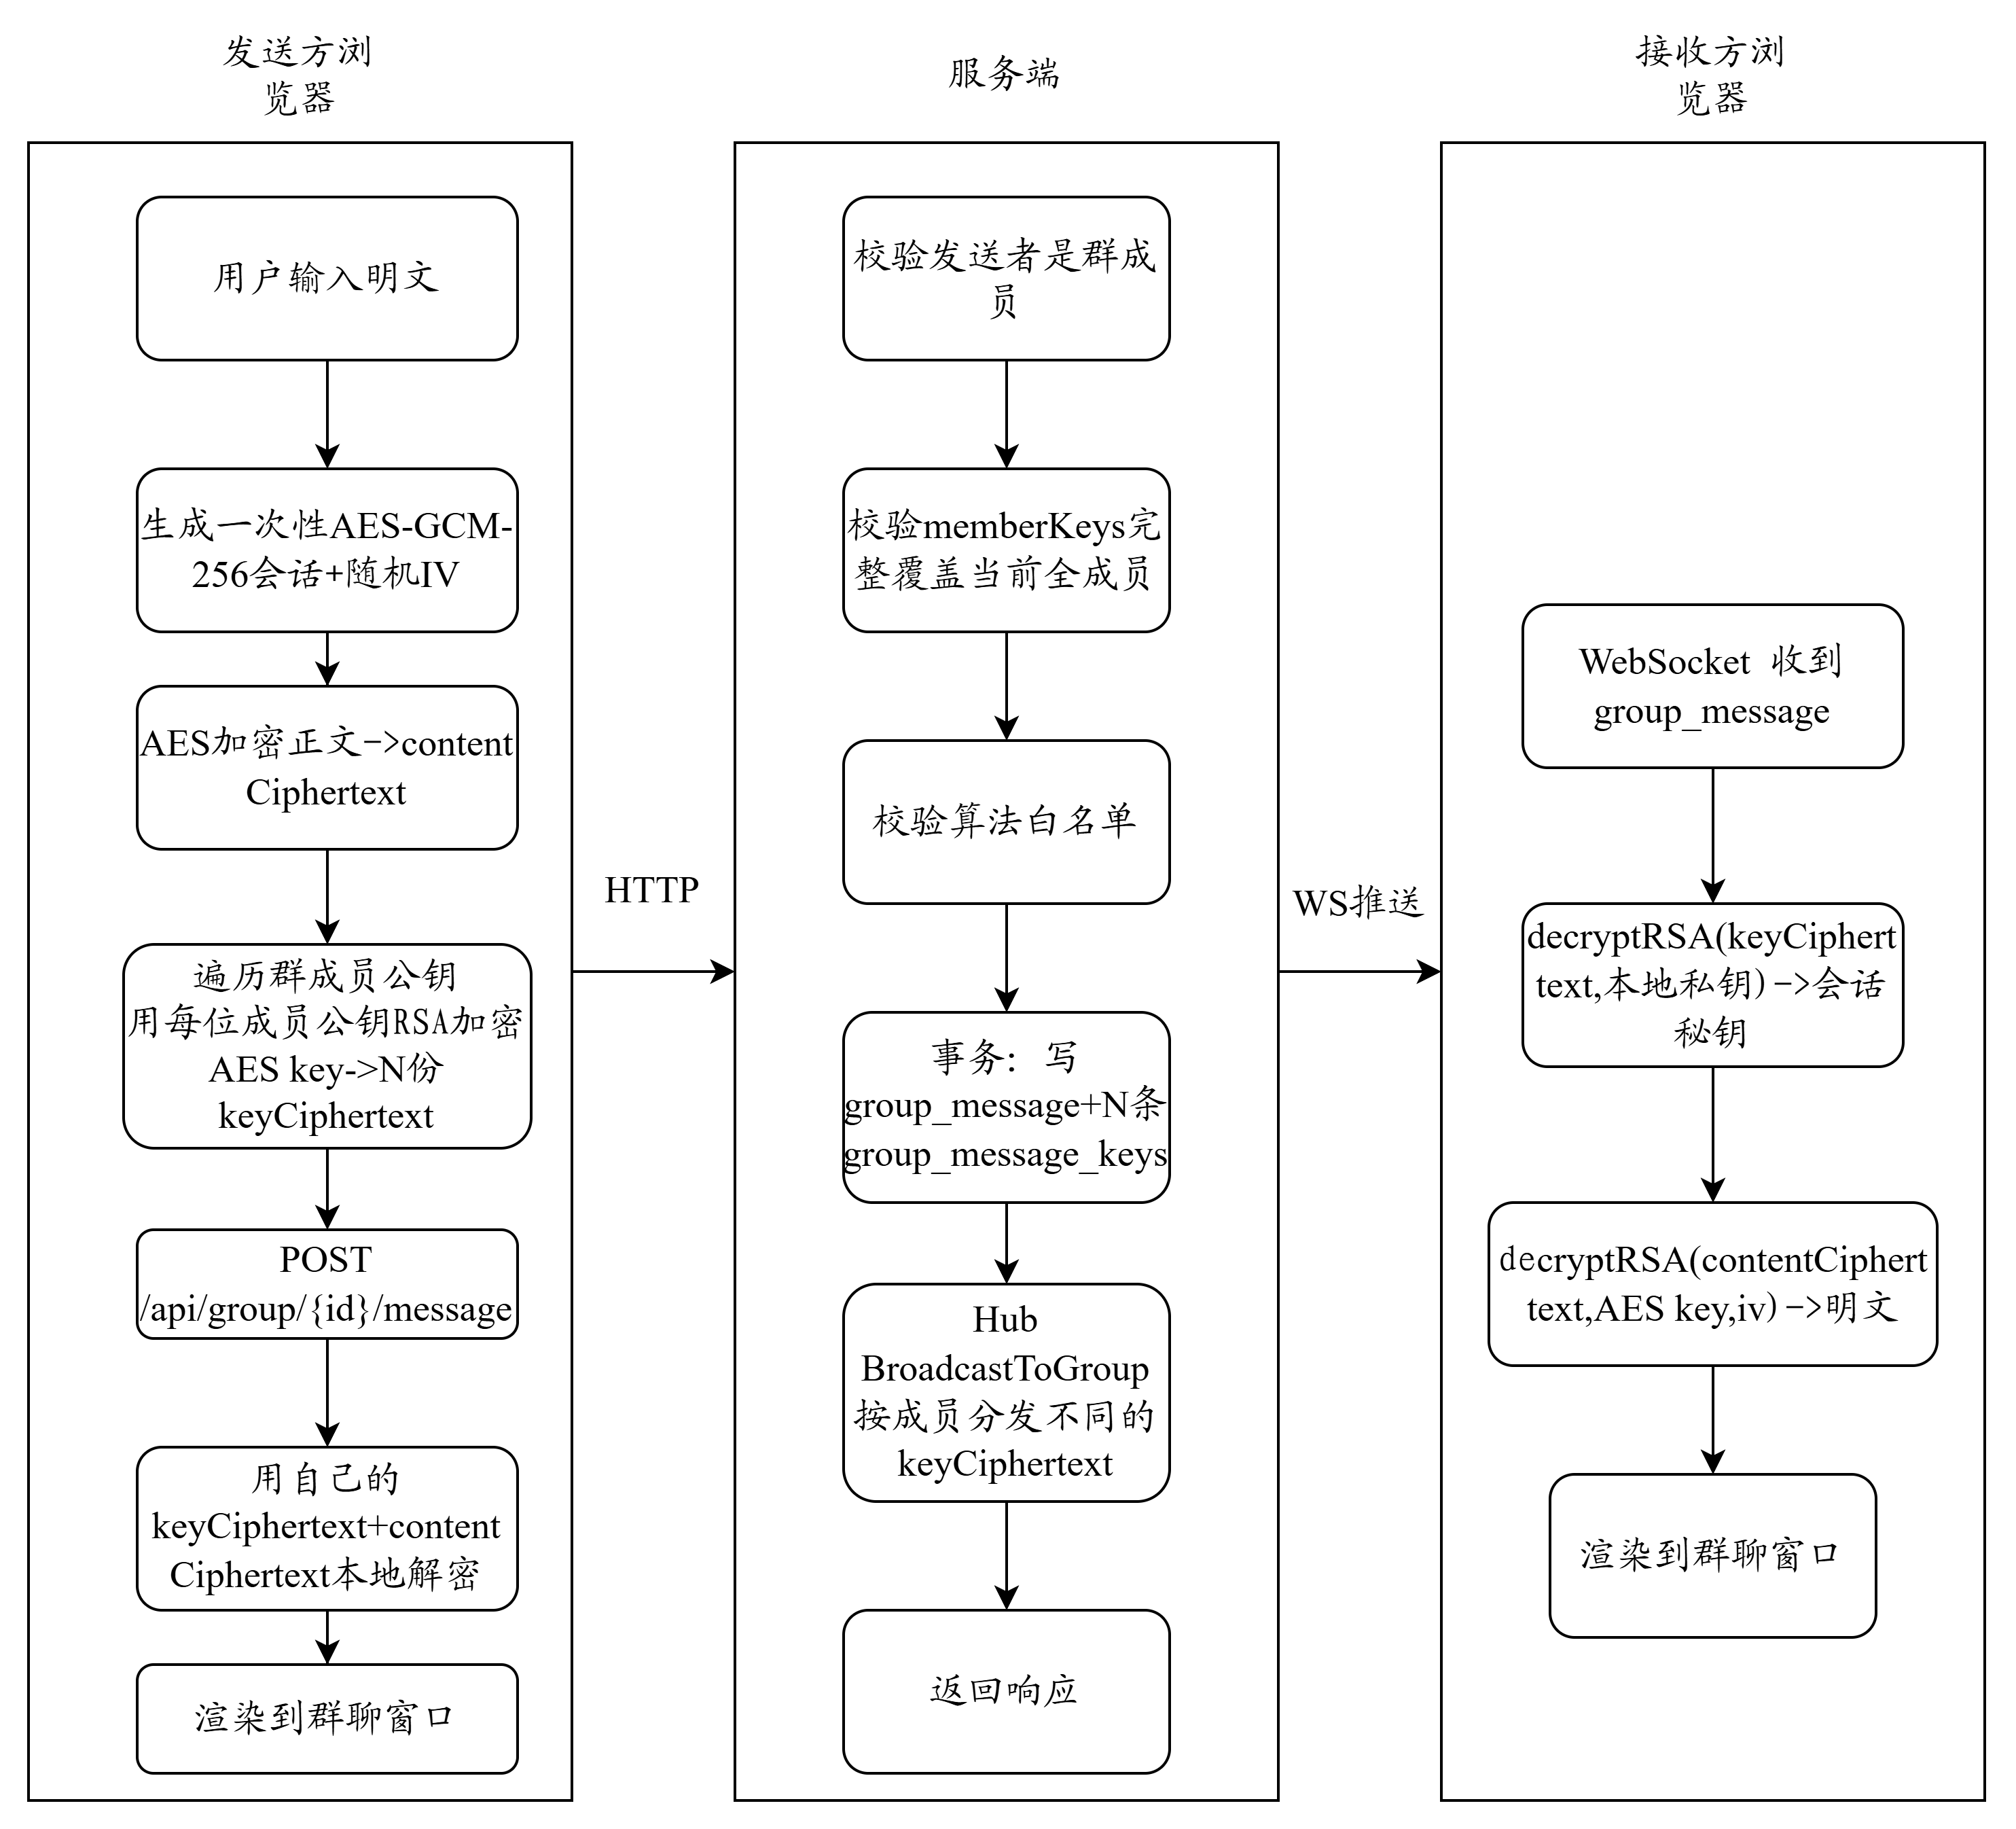 发送方浏
览器
用户输入明文
生成一次性AES-GCM-
256会话+随机IV
AES加密正文->content
Ciphertext
遍历群成员公钥
用每位成员公钥RSA加密
AES key->N份
keyCiphertext
POST
/api/group/{id}/message
用自己的
keyCiphertext+content
Ciphertext本地解密
渲染到群聊窗口
HTTP
服务端
校验发送者是群成
员
校验memberKeys完
整覆盖当前全成员
校验算法白名单
事务：写
group_message+N条
group_message_keys
Hub
BroadcastToGroup
按成员分发不同的
keyCiphertext
返回响应
WS推送
接收方浏
览器
WebSocket 收到
group_message
decryptRSA(keyCiphert
text,本地私钥)->会话
秘钥
decryptRSA(contentCiphert
text,AES key,iv)->明文
渲染到群聊窗口